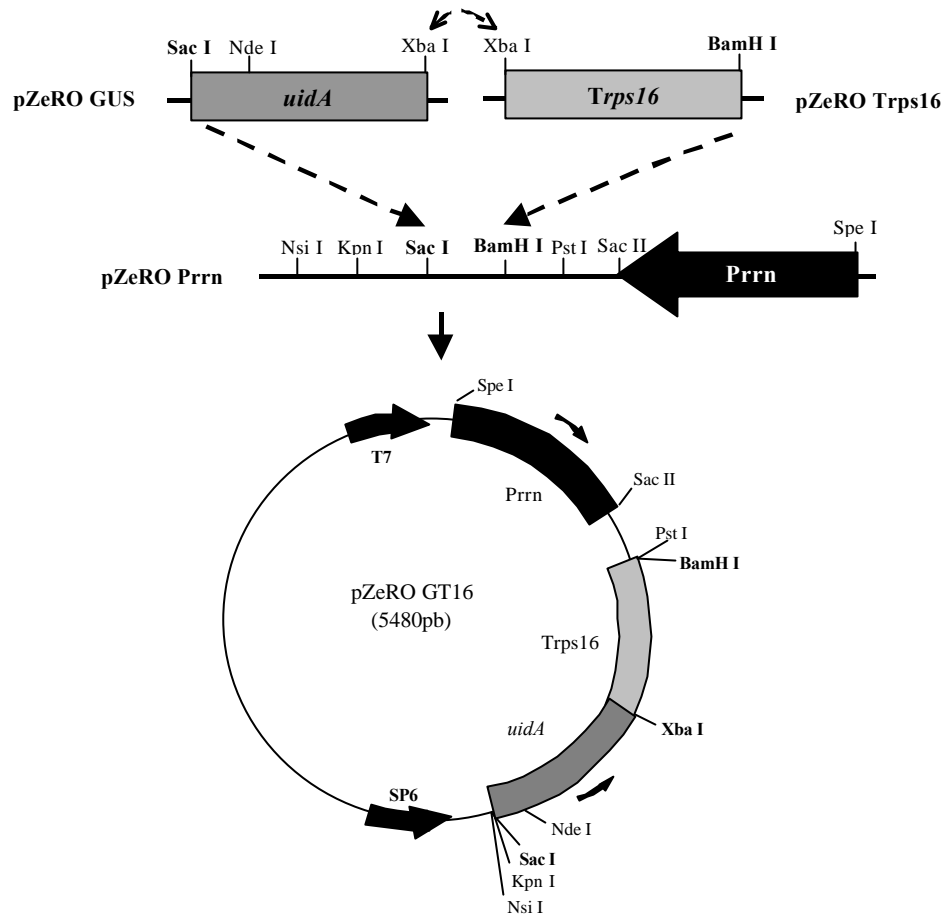 Sac I
Nde I
Xba I
Xba I
BamH I
pZeRO GUS
uidA
Trps16
pZeRO Trps16
Nsi I
Kpn I
Sac I
BamH I
Pst I
Sac II
Spe I
pZeRO Prrn
Prrn
Spe I
T7
Prrn
Sac II
Pst I
BamH I
pZeRO GT16
(5480pb)
Trps16
uidA
Xba I
SP6
Nde I
Sac I
Kpn I
Nsi I